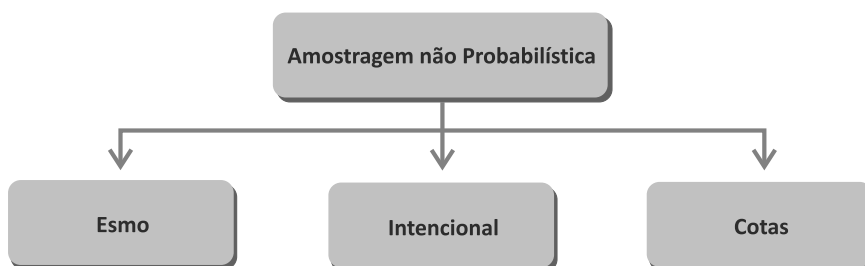 Amostragem não Probabilística
Esmo
Intencional
Cotas